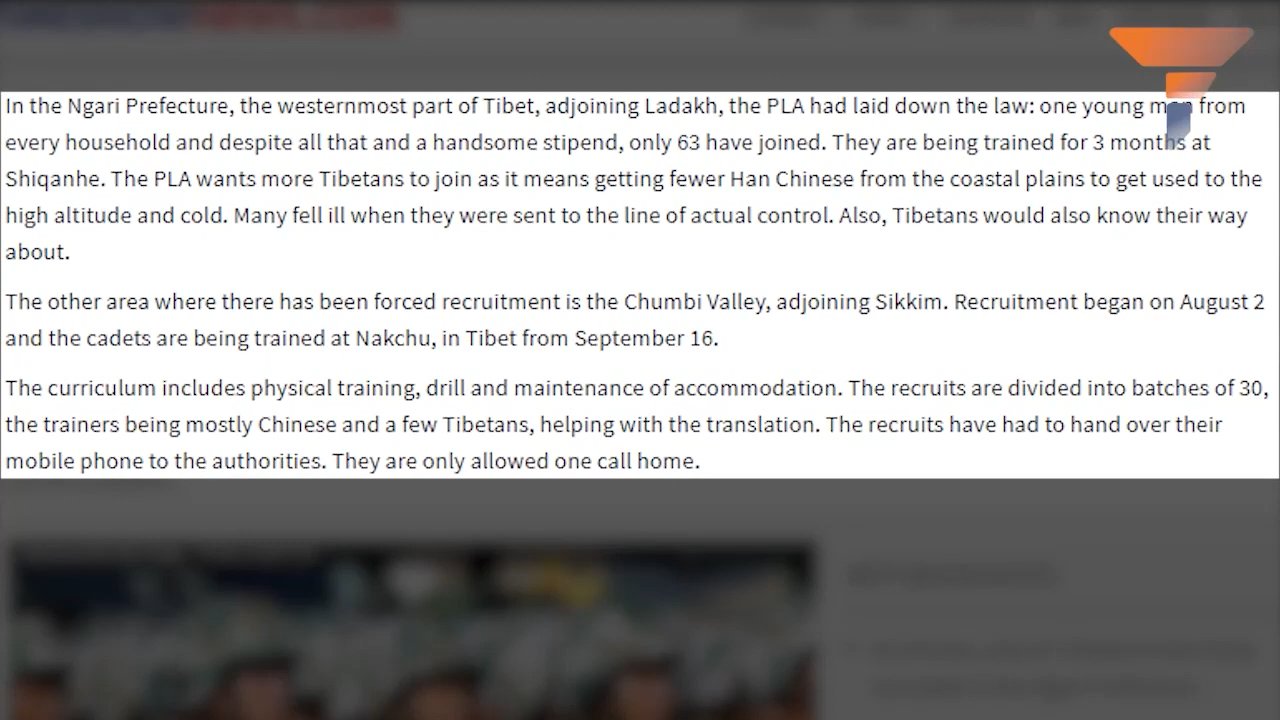 In the Ngari Prefecture, the westernmost part of Tibet, adjoining Ladakh, the PLA had laid down the law: one young man from
every household and despite all that and a handsome stipend, only 63 have joined. They are being trained for 3 months at
Shiqanhe. The PLA wants more Tibetans to join as it means getting fewer Han Chinese from the coastal plains to get used to the
high altitude and cold. Many fell ill when they were sent to the line of actual control. Also, Tibetans would also know their way
about.
The other area where there has been forced recruitment is the Chumbi Valley, adjoining Sikkim. Recruitment began on August 2
and the cadets are being trained at Nakchu, in Tibet from September 16.
The curriculum includes physical training, drill and maintenance of accommodation. The recruits are divided into batches of 30,
the trainers being mostly Chinese and a few Tibetans, helping with the translation. The recruits have had to hand over their
mobile phone to the authorities. They are only allowed one call home.